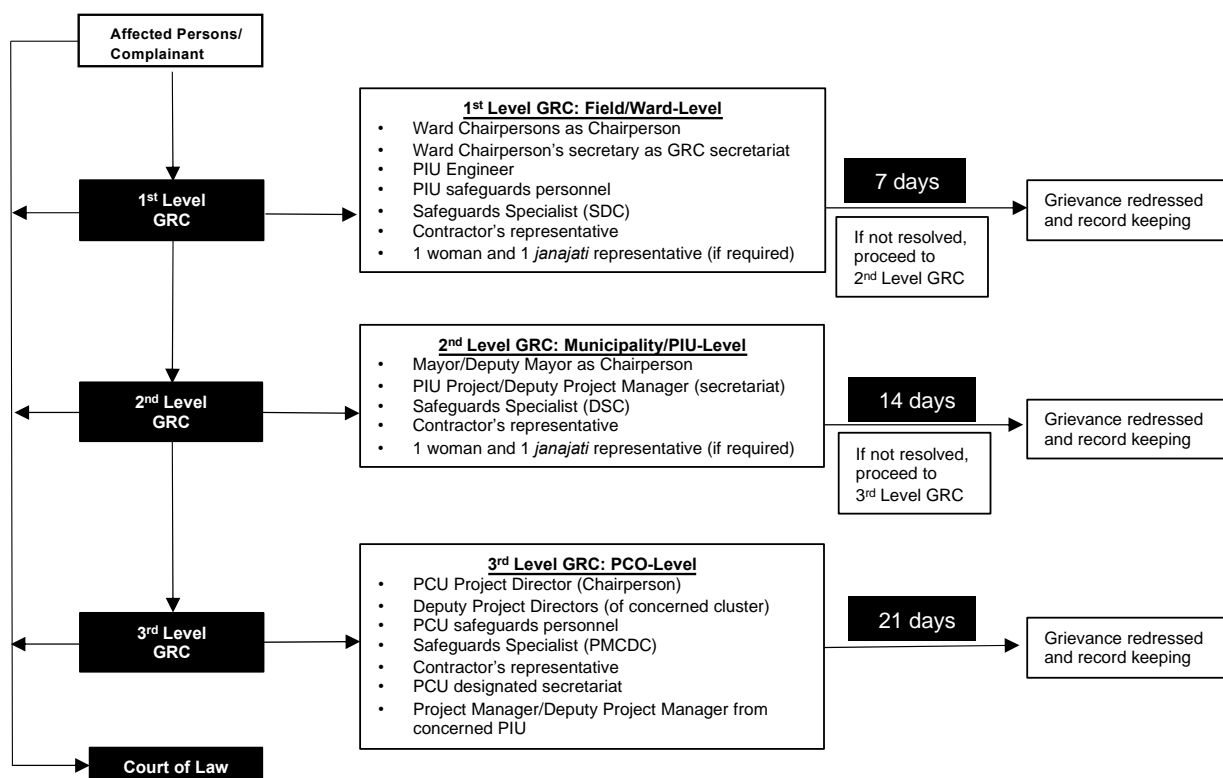 Affected Persons/
Complainant
1st Level GRC: Field/Ward-Level
• Ward Chairpersons as Chairperson
• Ward Chairperson’s secretary as GRC secretariat
• PIU Engineer
• PIU safeguards personnel
• Safeguards Specialist (SDC)
• Contractor’s representative
• 1 woman and 1 janajati representative (if required)
1st Level
GRC
7 days
If not resolved,
proceed to
2nd Level GRC
Grievance redressed
and record keeping
2nd Level GRC: Municipality/PIU-Level
• Mayor/Deputy Mayor as Chairperson
• PIU Project/Deputy Project Manager (secretariat)
• Safeguards Specialist (DSC)
• Contractor’s representative
• 1 woman and 1 janajati representative (if required)
2nd Level
GRC
14 days
If not resolved,
proceed to
3rd Level GRC
Grievance redressed
and record keeping
3rd Level GRC: PCO-Level
• PCU Project Director (Chairperson)
• Deputy Project Directors (of concerned cluster)
• PCU safeguards personnel
• Safeguards Specialist (PMCDC)
• Contractor’s representative
• PCU designated secretariat
• Project Manager/Deputy Project Manager from
concerned PIU
3rd Level
GRC
21 days
Grievance redressed
and record keeping
Court of Law